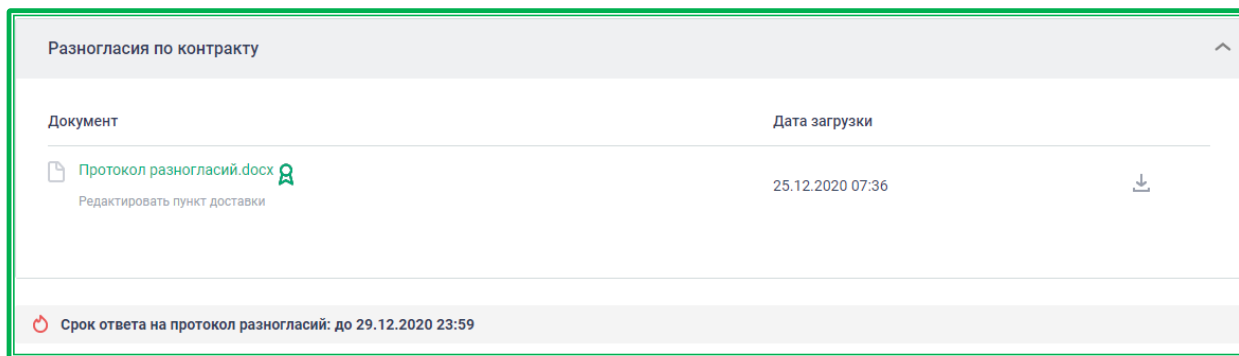 Разногласия по контракту
Документ Дата загрузки
Протокол разногласий.docx
25.12.2020 07:36
Редактировать пункт доставки
Срок ответа на протокол разногласий: до 29.12.2020 23:59